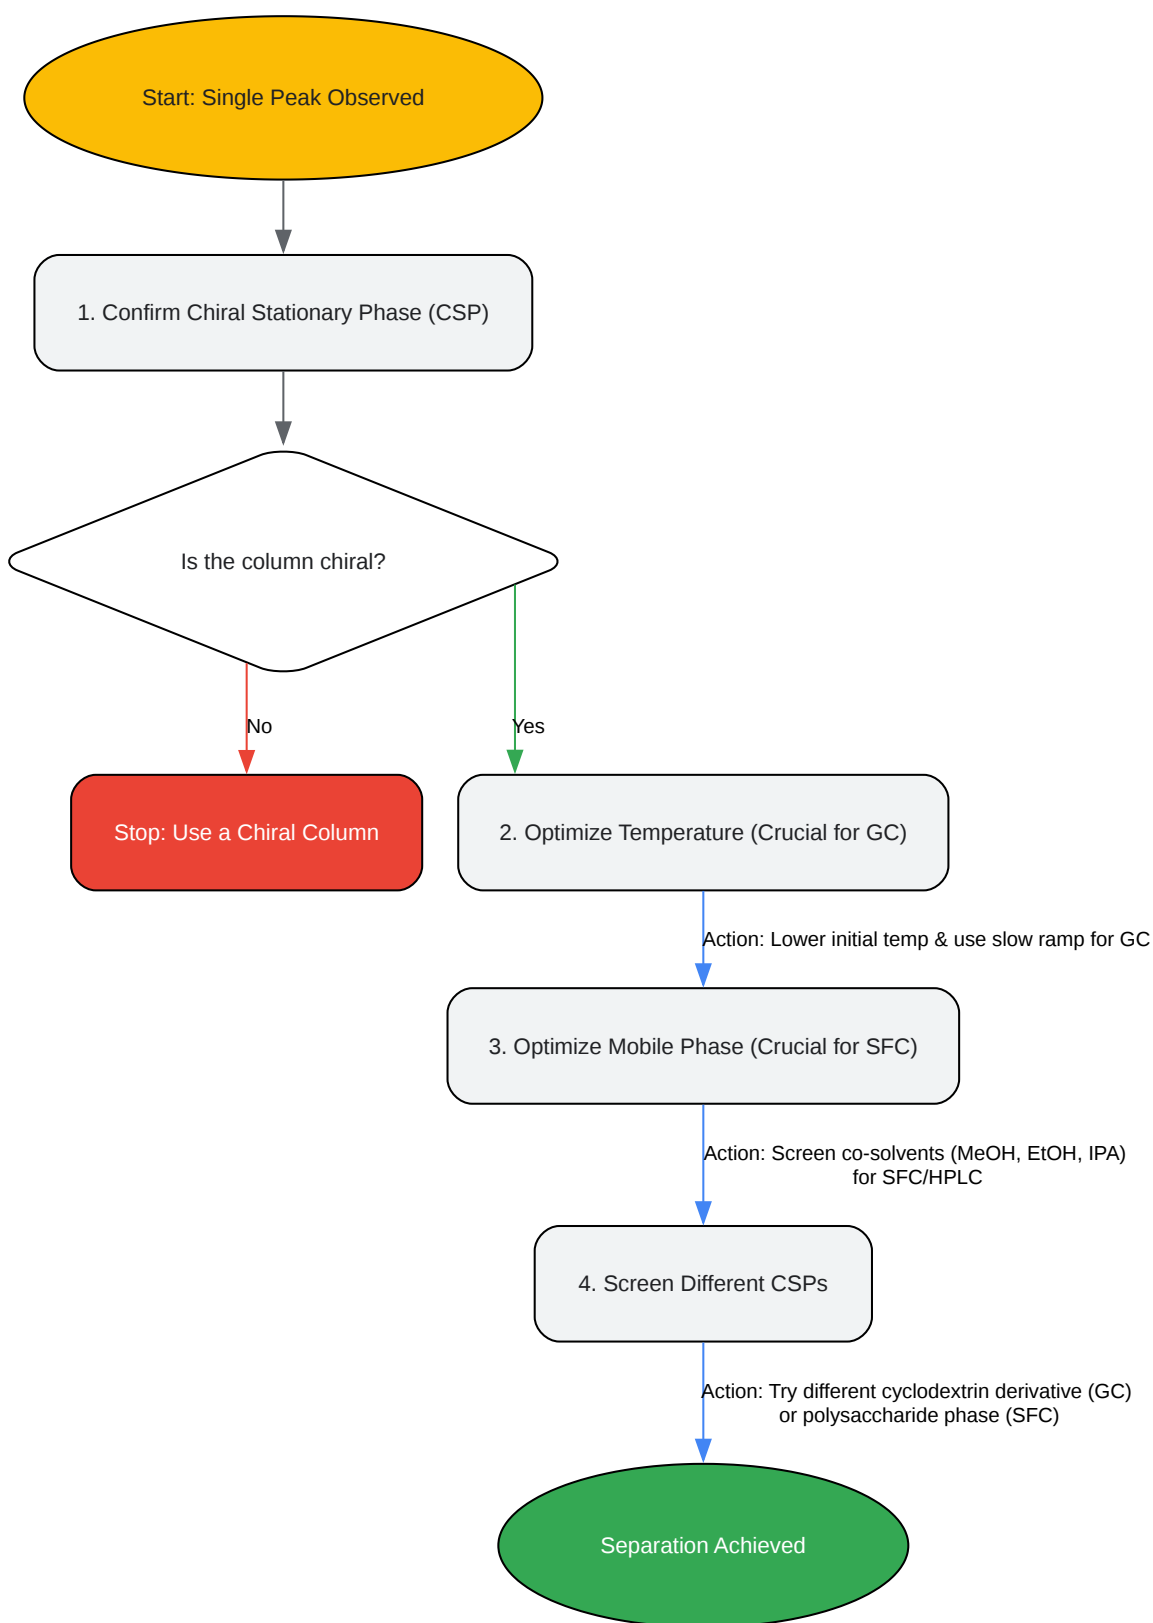 Start: Single Peak Observed
1. Confirm Chiral Stationary Phase (CSP)
Is the column chiral?
No
Yes
Stop: Use a Chiral Column
2. Optimize Temperature (Crucial for GC)
Action: Lower initial temp & use slow ramp for GC
3. Optimize Mobile Phase (Crucial for SFC)
Action: Screen co-solvents (MeOH, EtOH, IPA)
for SFC/HPLC
4. Screen Different CSPs
Action: Try different cyclodextrin derivative (GC)
or polysaccharide phase (SFC)
Separation Achieved